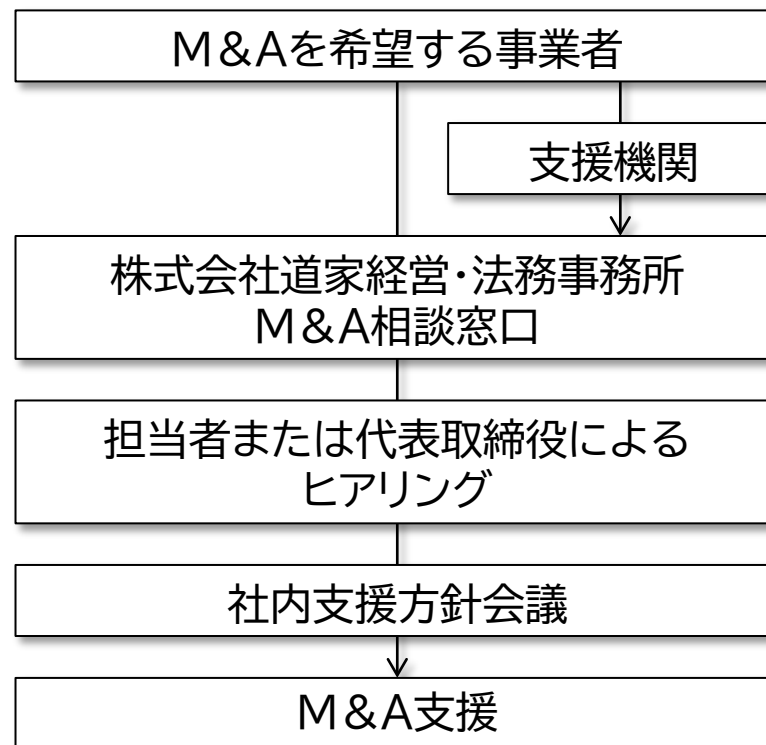 M&Aを希望する事業者
支援機関
株式会社道家経営・法務事務所
M&A相談窓口
担当者または代表取締役による
ヒアリング
社内支援方針会議
M&A支援